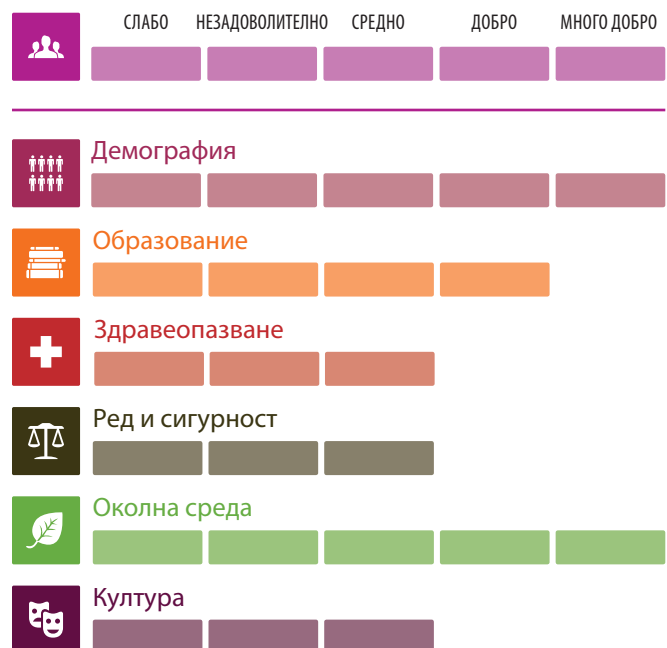 СЛАБО НЕЗАДОВОЛИТЕЛНО СРЕДНО ДОБРО МНОГО ДОБРО
Демография
Образование
Здравеопазване
Ред и сигурност
Околна среда
Култура